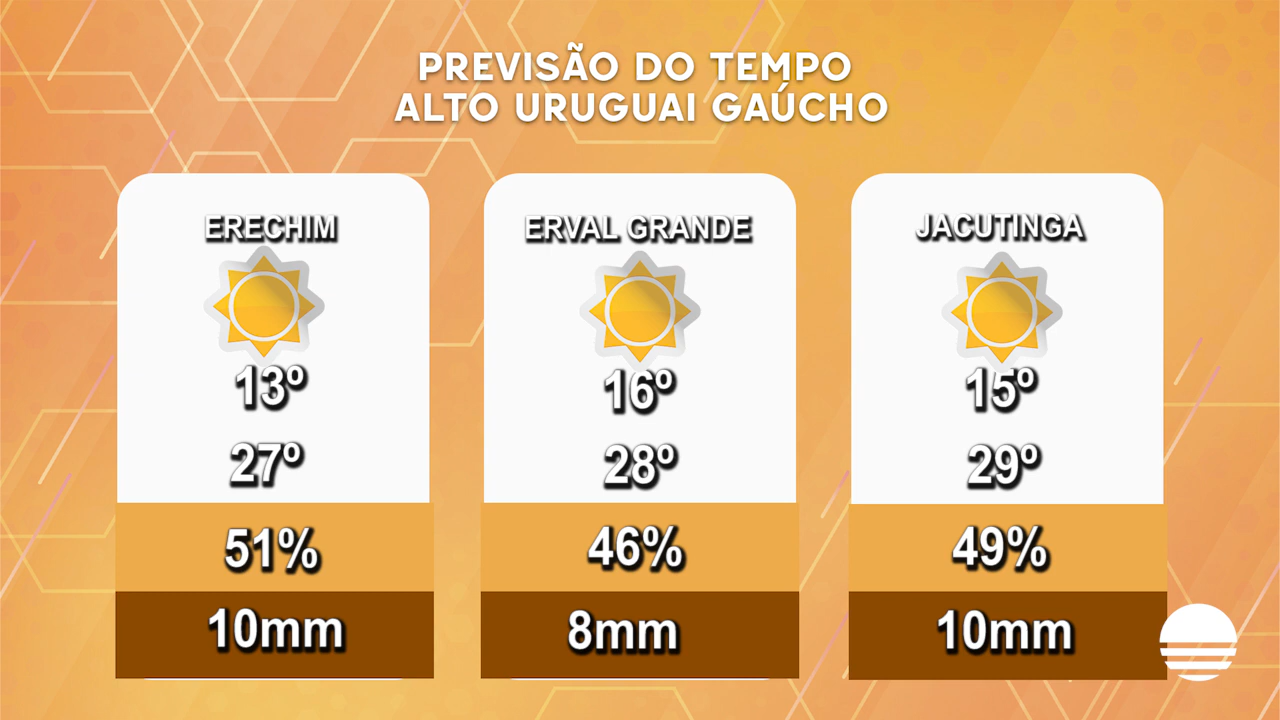 PREVISÃO DO TEMPO
ALTO URUGUAI GAÚCHO
ERECHIM
13º
27º
51%
10mm
ERVAL GRANDE
16º
28º
46%
8mm
JACUTINGA
15º
29º
49%
10mm